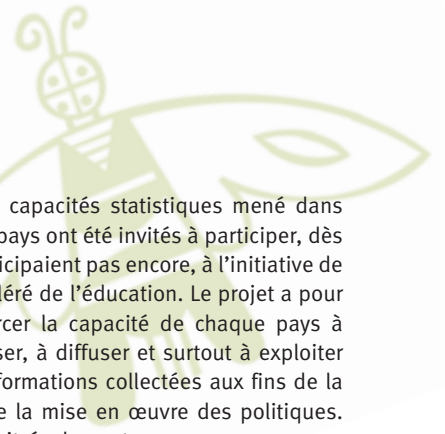 capacités statistiques mené dans
pays ont été invités à participer, dès
icipaient pas encore, à l'initiative de
léré de l'éducation. Le projet a pour
rcer la capacité de chaque pays à
ser, à diffuser et surtout à exploiter
formations collectées aux fins de la
e la mise en œuvre des politiques.